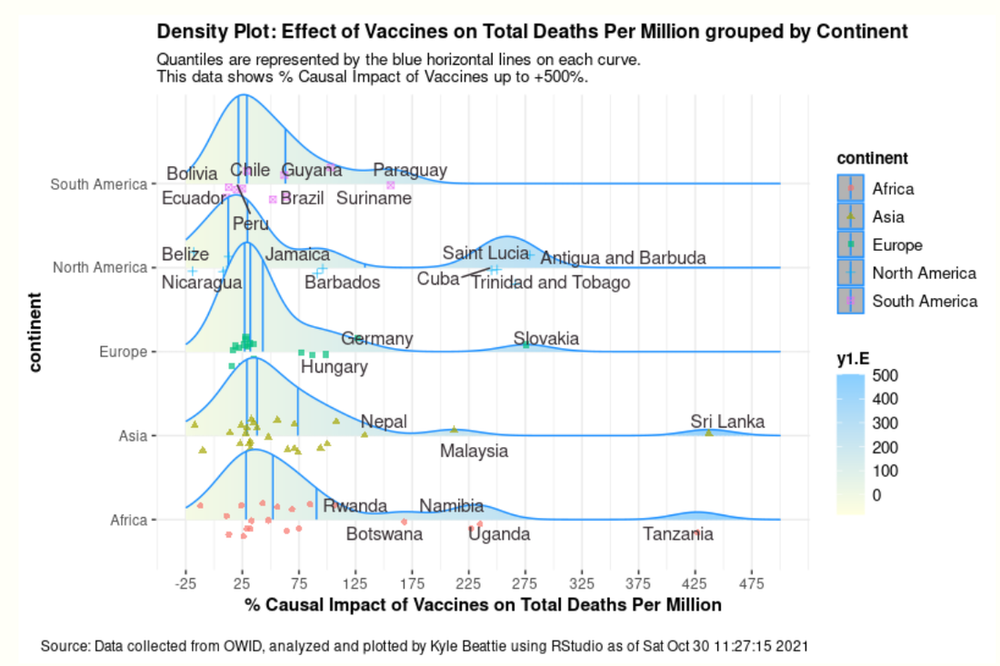 Density Plot: Effect of Vaccines on Total Deaths Per Million grouped by Continent
Quantiles are represented by the blue horizontal lines on each curve.
This data shows % Causal Impact of Vaccines up to +500%.
continent
South America
North America
Europe
Asia
Africa
Bolivia Chile Guyana Paraguay
Ecuador Brazil Suriname
Peru
Belize Jamaica Saint Lucia Antigua and Barbuda
Nicaragua Barbados Cuba Trinidad and Tobago
Germany Slovakia
Hungary
Nepal Sri Lanka
Malaysia
Rwanda Namibia
Botswana Uganda Tanzania
-25 25 75 125 175 225 275 325 375 425 475
% Causal Impact of Vaccines on Total Deaths Per Million
continent
Africa
Asia
Europe
North America
South America
y1.E
500
400
300
200
100
0
Source: Data collected from OWID, analyzed and plotted by Kyle Beattie using RStudio as of Sat Oct 30 11:27:15 2021